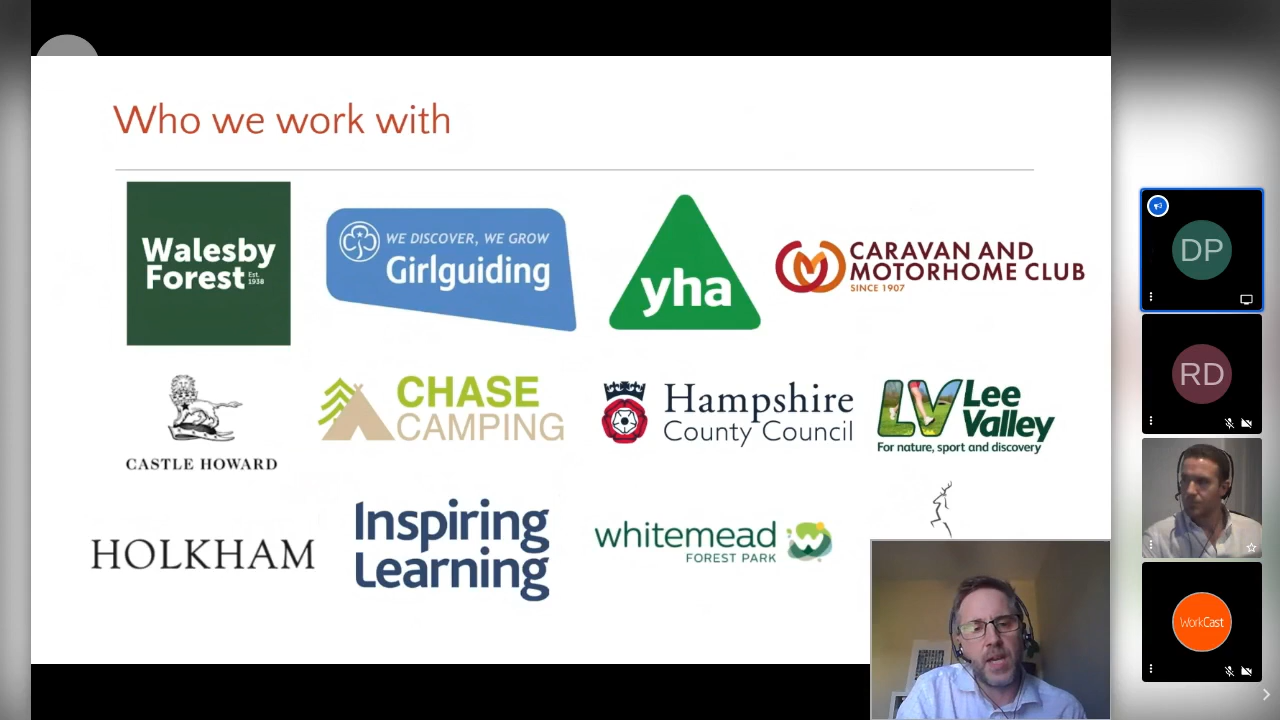 Who we work with
Walesby
Forest Est.
1938
WE DISCOVER, WE GROW
Girlguiding
yha
CARAVAN AND
MOTORHOME CLUB
SINCE 1907
CASTLE HOWARD
CHASE
CAMPING
Hampshire
County Council
LV Lee
Valley
For nature, sport and discovery
HOLKHAM
Inspiring
Learning
whitemead
FOREST PARK
DP
RD
WorkCast